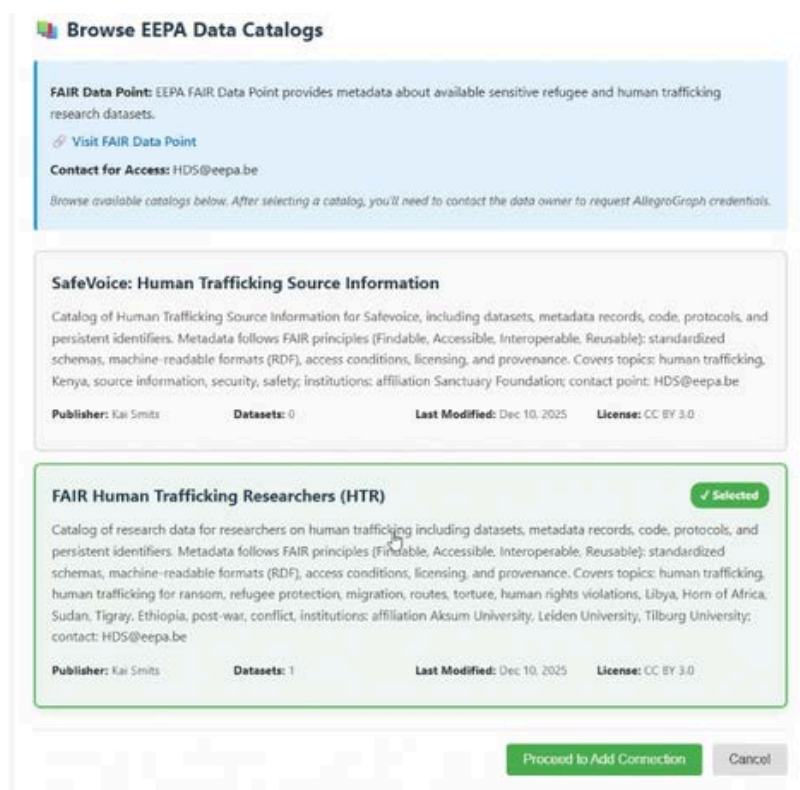 Browse EEPA Data Catalogs
FAIR Data Point: EEPA FAIR Data Point provides metadata about available sensitive refugee and human trafficking
research datasets.
Visit FAIR Data Point
Contact for Access: HDS@eepa.be
Browse available catalogs below. After selecting a catalog, you'll need to contact the data owner to request AllegroGraph credentials.
SafeVoice: Human Trafficking Source Information
Catalog of Human Trafficking Source Information for Safevoice, including datasets, metadata records, code, protocols, and
persistent identifiers. Metadata follows FAIR principles (Findable, Accessible, Interoperable, Reusable): standardized
schemas, machine-readable formats (RDF), access conditions, licensing, and provenance. Covers topics: human trafficking,
Kenya, source information, security, safety; institutions: affiliation Sanctuary Foundation; contact point: HDS@eepa.be
Publisher: Kai Smits Datasets: 0 Last Modified: Dec 10, 2025 License: CC BY 3.0
FAIR Human Trafficking Researchers (HTR)
✓ Selected
Catalog of research data for researchers on human trafficking including datasets, metadata records, code, protocols, and
persistent identifiers. Metadata follows FAIR principles (Findable, Accessible, Interoperable, Reusable): standardized
schemas, machine-readable formats (RDF), access conditions, licensing, and provenance. Covers topics: human trafficking,
human trafficking for ransom, refugee protection, migration, routes, torture, human rights violations, Libya, Horn of Africa,
Sudan, Tigray, Ethiopia, post-war, conflict, institutions: affiliation Aksum University, Leiden University, Tilburg University;
contact: HDS@eepa.be
Publisher: Kai Smits Datasets: 1 Last Modified: Dec 10, 2025 License: CC BY 3.0
Proceed to Add Connection Cancel